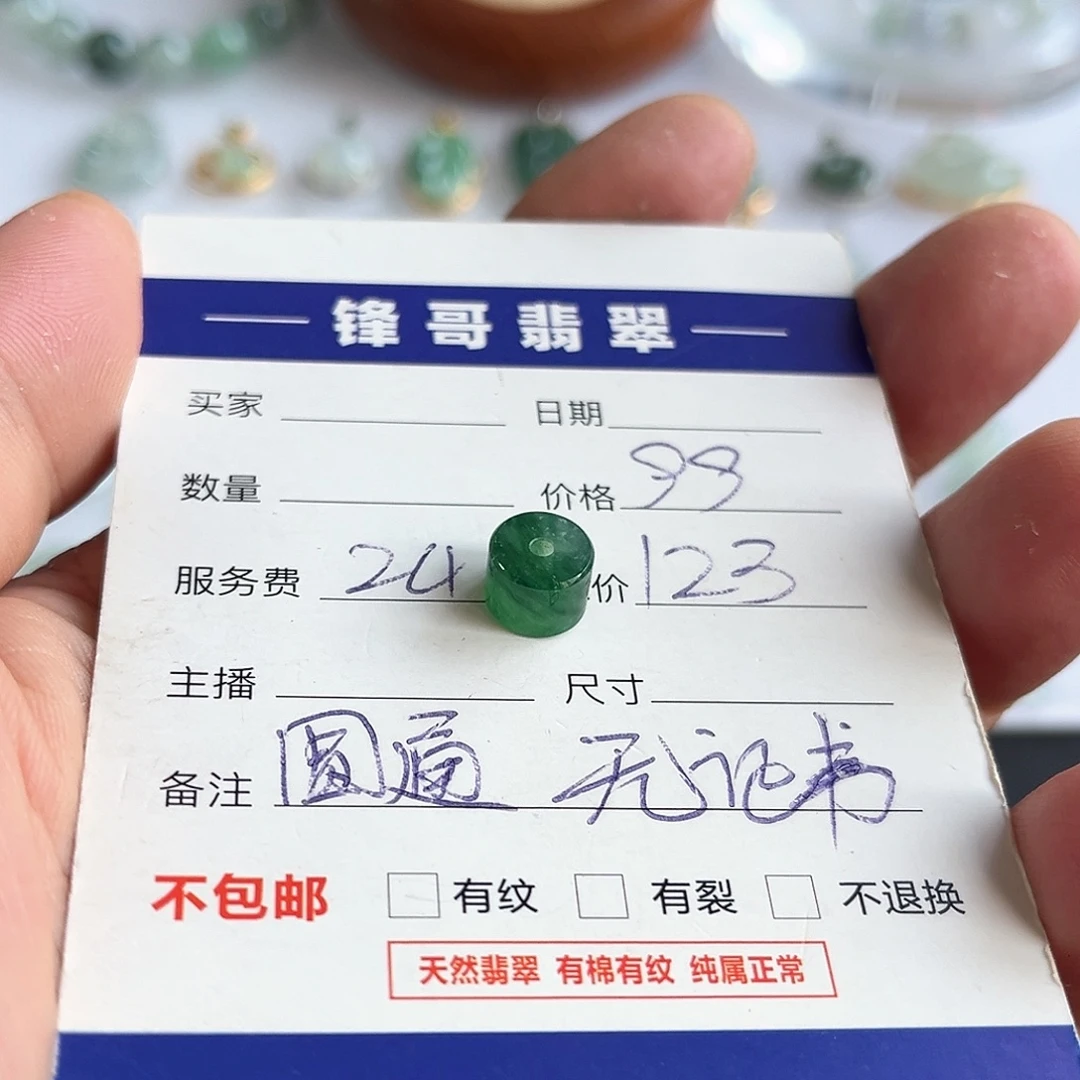 锋哥翡翠
买家 日期
数量 价格 99
服务费 24 价 123
主播 尺寸
备注 圆通 无证书
不包邮 有纹 有裂 不退换
天然翡翠 有棉有纹 纯属正常